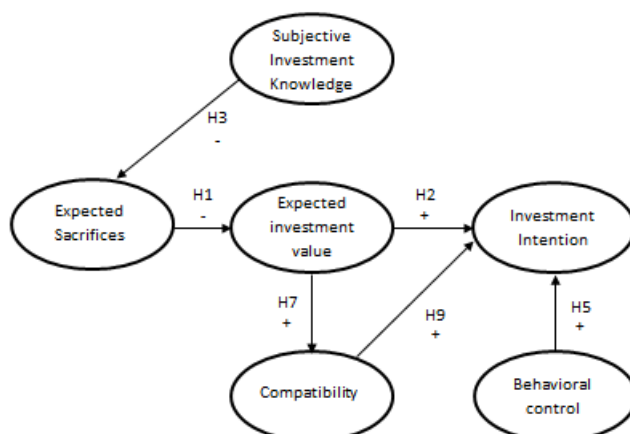 Subjective
Investment
Knowledge
H3
-
Expected
Sacrifices
H1
-
Expected
investment
value
H2
+
Investment
Intention
H7
+
H9
+
H5
+
Compatibility
Behavioral
control